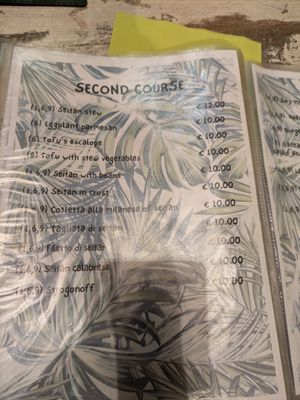 SECOND COURSE
(1,6,9) Seitan stew € 12.00
(6) Eggplant parmesan € 10.00
(6) Tofu's escalope € 10.00
(5) Tofu with stew vegetables € 10.00
(1,6,9) Seitan with beans € 10.00
(1,6,9) Seitan in crust € 10.00
(1,6,9) Cotletta alla milanese of seitan € 10.00
(1,6,9) Tagliata di seitan € 10.00
(1,6,9) Filetto di seitan € 10.00
(1,6,9) Seitan calabrese € 10.00
(1,6,9) Strogonoff € 10.00